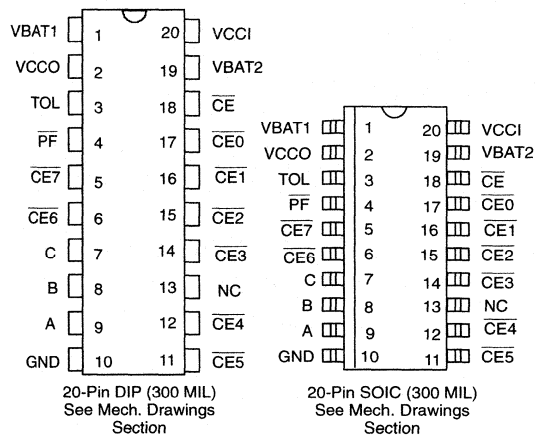 VBAT1 1 20 VCCI
VCCO 2 19 VBAT2
TOL 3 18 CE
PF 4 17 CE0
CE7 5 16 CE1
CE6 6 15 CE2
C 7 14 CE3
B 8 13 NC
A 9 12 CE4
GND 10 11 CE5
20-Pin DIP (300 MIL)
See Mech. Drawings
Section
VBAT1 1 20 VCCI
VCCO 2 19 VBAT2
TOL 3 18 CE
PF 4 17 CE0
CE7 5 16 CE1
CE6 6 15 CE2
C 7 14 CE3
B 8 13 NC
A 9 12 CE4
GND 10 11 CE5
20-Pin SOIC (300 MIL)
See Mech. Drawings
Section